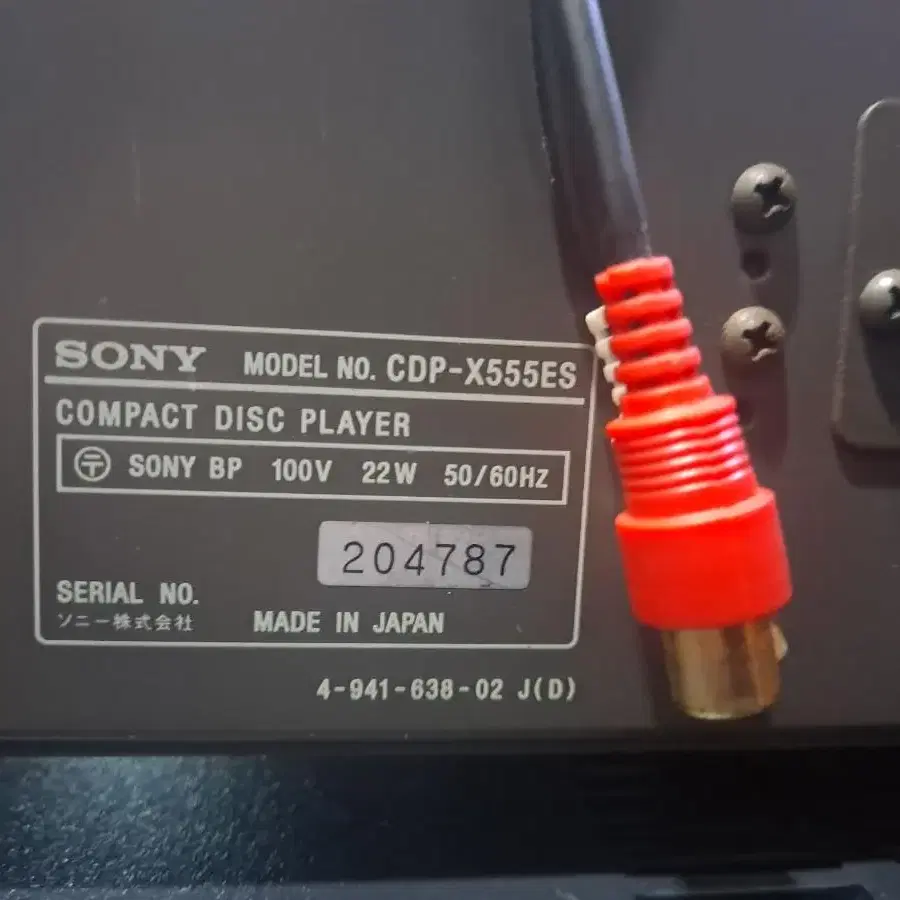 SONY MODEL NO. CDP-X555ES
COMPACT DISC PLAYER
〒 SONY BP 100V 22W 50/60HZ
204787
SERIAL NO.
ソニー株式会社 MADE IN JAPAN
4-941-638-02 J(D)